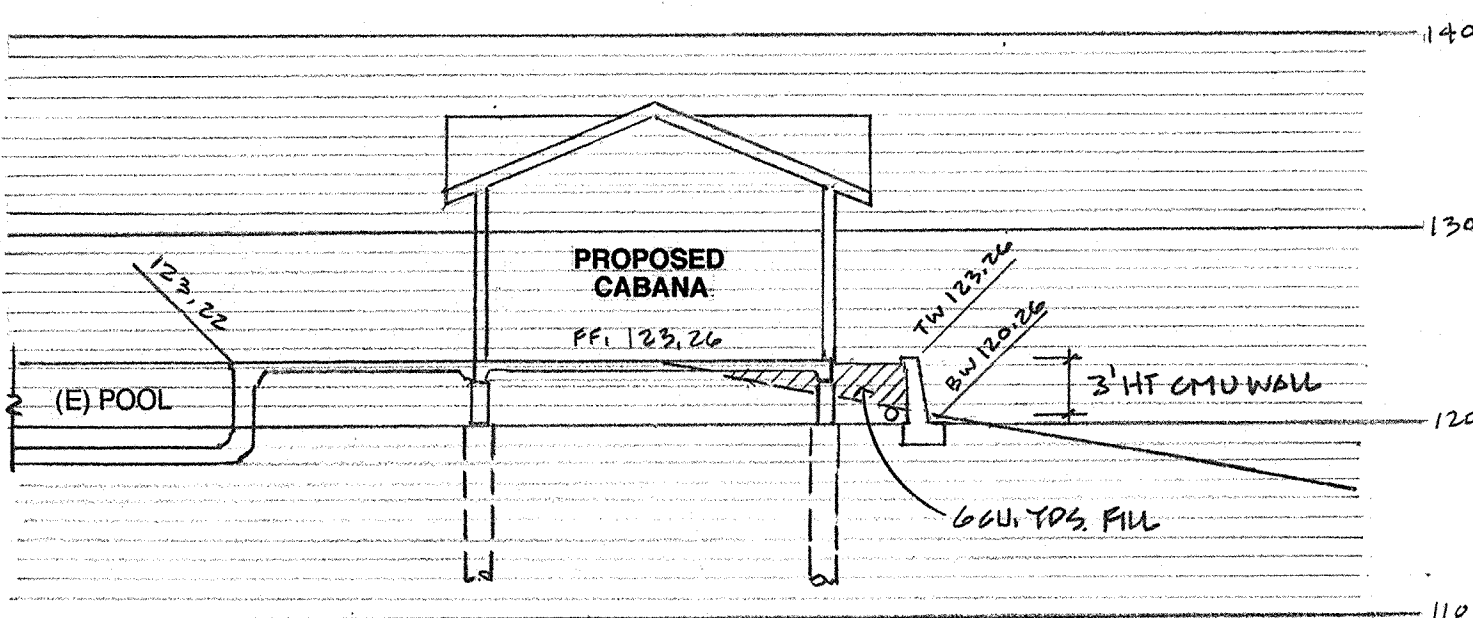 140
130
PROPOSED
CABANA
123.22
TW 123.26
FF. 123.26
BW 120.26
(E) POOL
3' HT CMU WALL
120
6 CU. YDS. FILL
110